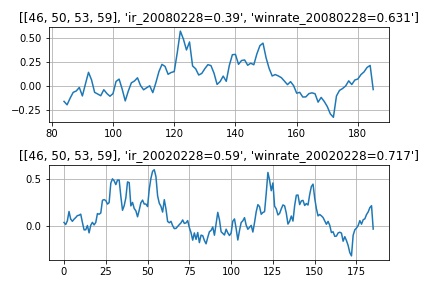 [[46, 50, 53, 59], 'ir_20080228=0.39', 'winrate_20080228=0.631']
0.50
0.25
0.00
−0.25
80 100 120 140 160 180
[[46, 50, 53, 59], 'ir_20020228=0.59', 'winrate_20020228=0.717']
0.5
0.0
0 25 50 75 100 125 150 175